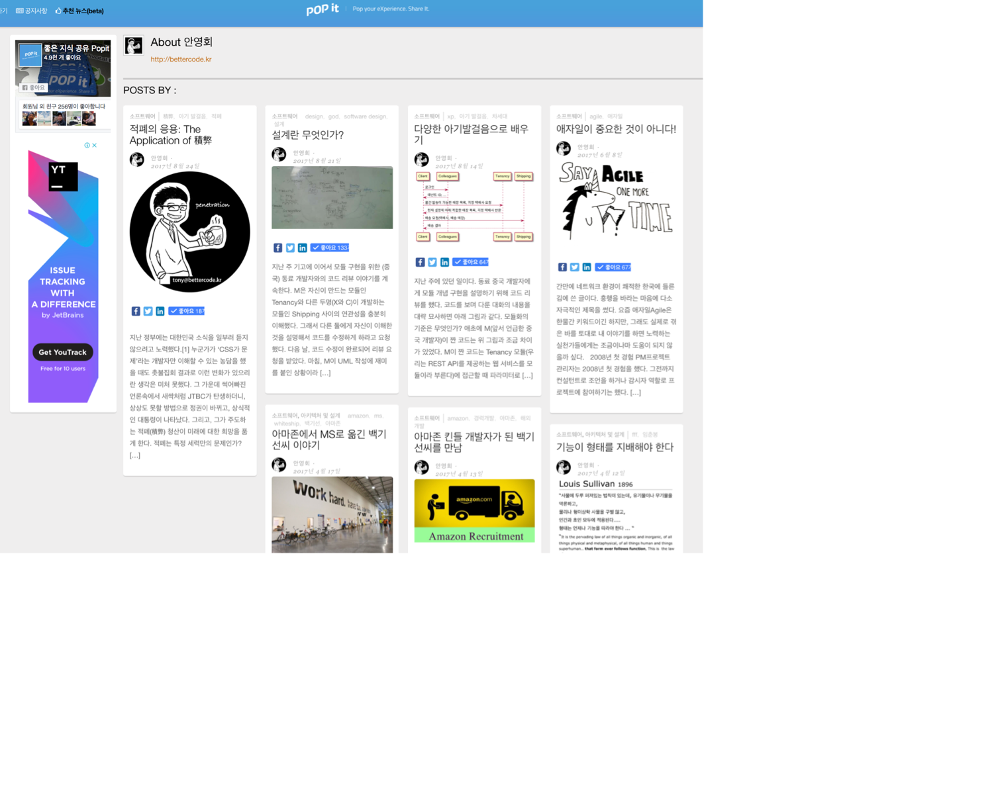 공지사항
추천 뉴스(beta)
POP it
Pop your eXperience. Share It.
좋은 지식 공유 Popit
4.9천 개 좋아요
POP it
좋아요
회원님 외 친구 256명이 좋아합니다
YT
ISSUE
TRACKING
WITH
A DIFFERENCE
by JetBrains
Get YouTrack
Free for 10 users
About 안영회
http://bettercode.kr
POSTS BY :
소프트웨어 積弊, 아기 발걸음, 적폐
적폐의 응용: The
Application of 積弊
안영회 -
2017년 8월 24일
penetration
tony@bettercode.kr
좋아요 187
지난 정부에는 대한민국 소식을 일부러 듣지
않으려고 노력했다.[1] 누군가가 ‘CSS가 문
제’라는 개발자만 이해할 수 있는 농담을 했
을 때도 촛불집회 결과로 이런 변화가 있으리
란 생각은 미처 못했다. 그 가운데 썩어빠진
언론속에서 새싹처럼 JTBC가 탄생하더니,
상상도 못할 방법으로 정권이 바뀌고, 상식적
인 대통령이 나타났다. 그리고, 그가 주도하
는 적폐(積弊) 청산이 미래에 대한 희망을 품
게 한다. 적폐는 특정 세력만의 문제인가?
[...]
소프트웨어 design, god, software design,
설계
설계란 무엇인가?
안영회 -
2017년 8월 21일
좋아요 133
지난 주 기고에 이어서 모듈 구현을 위한 (중
국) 동료 개발자와의 코드 리뷰 이야기를 계
속한다. M은 자신이 만드는 모듈인
Tenancy와 다른 두명(X와 C)이 개발하는
모듈인 Shipping 사이의 연관성을 충분히
이해했다. 그래서 다른 둘에게 자신이 이해한
것을 설명해서 코드를 수정하게 하라고 요청
했다. 다음 날, 코드 수정이 완료되어 리뷰 요
청을 받았다. 마침, M이 UML 작성에 재미
를 붙인 상황이라 [...]
소프트웨어, 아키텍처 및 설계 amazon, ms,
whiteship, 백기선, 아마존
아마존에서 MS로 옮긴 백기
선씨 이야기
안영회 -
2017년 4월 17일
Work hard. have fun.
소프트웨어 xp, 아기 발걸음, 차세대
다양한 아기발걸음으로 배우
기
안영회 -
2017년 8월 14일
Client Colleagues Tenancy Shipping
로그인
Client Colleagues Tenancy Shipping
좋아요 647
지난 주에 있던 일이다. 동료 중국 개발자에
게 모듈 개념 구현을 설명하기 위해 코드 리
뷰를 했다. 코드를 보며 다룬 대화의 내용을
대략 묘사하면 아래 그림과 같다. 모듈화의
기준은 무엇인가? 애초에 M(앞서 언급한 중
국 개발자)이 짠 코드는 위 그림과 조금 차이
가 있었다. M이 짠 코드는 Tenancy 모듈(우
리는 REST API를 제공하는 웹 서비스를 모
듈이라 부른다)에 접근할 때 파라미터로 [...]
소프트웨어 amazon, 경력개발, 아마존, 해외
개발
아마존 킨들 개발자가 된 백기
선씨를 만남
안영회 -
2017년 4월 13일
amazon.com
Amazon Recruitment
소프트웨어 agile, 애자일
애자일이 중요한 것이 아니다!
안영회 -
2017년 6월 8일
SAY AGILE
ONE MORE
TIME
좋아요 677
간만에 네트워크 환경이 쾌적한 한국에 들른
김에 쓴 글이다. 흥행을 바라는 마음에 다소
자극적인 제목을 썼다. 요즘 애자일Agile은
한물간 키워드이긴 하지만, 그래도 실제로 겪
은 바를 토대로 내 이야기를 하면 노력하는
실천가들에게는 조금이나마 도움이 되지 않
을까 싶다. 2008년 첫 경험 PM프로젝트
관리자는 2008년 첫 경험을 했다. 그전까지
컨설턴트로 조언을 하거나 감시자 역할로 프
로젝트에 참여하기는 했다. [...]
소프트웨어, 아키텍처 및 설계 fff, 임춘봉
기능이 형태를 지배해야 한다
안영회 -
2017년 4월 12일
Louis Sullivan 1896
"사물에 두루 퍼져있는 법칙이 있는데, 유기물이나 무기물을
막론하고,
물리나 형이상학 사물을 구별 않고,
인간과 초인 모두에 적용된다....
형태는 언제나 기능을 따라야 한다 .... "
"It is the pervading law of all things organic and inorganic, of all
things physical and metaphysical, of all things human and things
superhuman.. that form ever follows function. This is the law